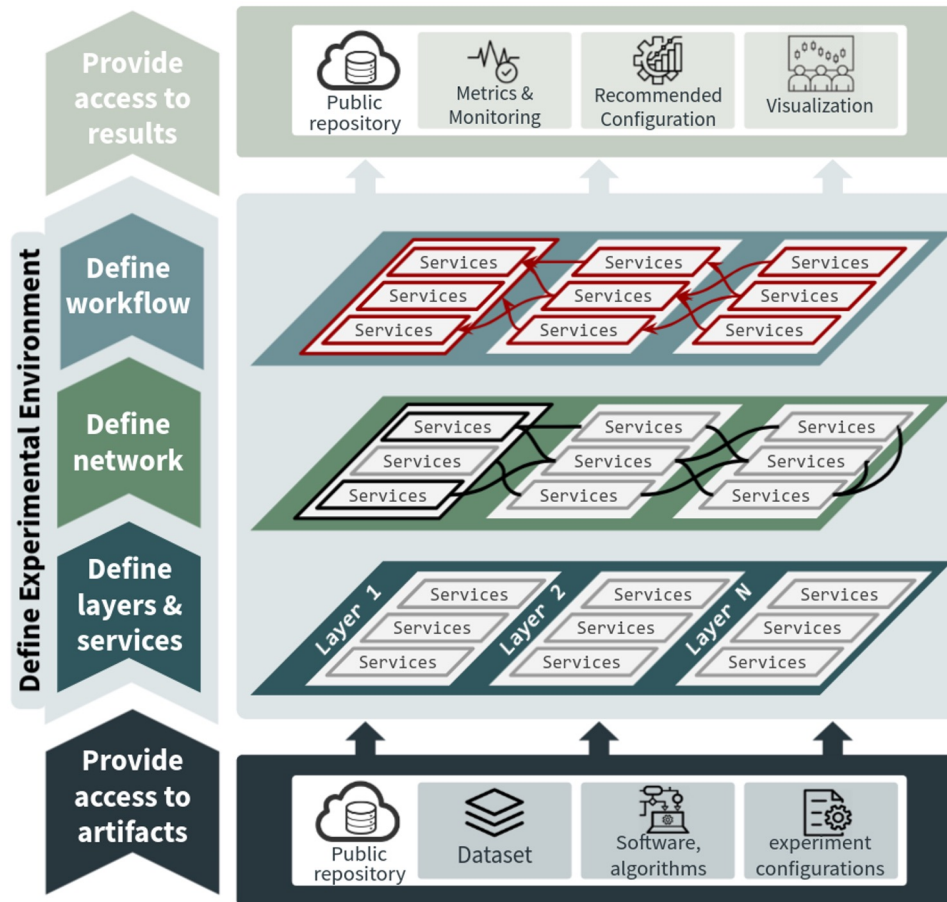 Provide
access to
results
Public
repository
Metrics &
Monitoring
Recommended
Configuration
Visualization
Define Experimental Environment
Define
workflow
Services
Services
Services
Services
Services
Services
Services
Services
Services
Define
network
Services
Services
Services
Services
Services
Services
Services
Services
Services
Define
layers &
services
Layer 1
Services
Services
Services
Layer 2
Services
Services
Services
Layer N
Services
Services
Services
Provide
access to
artifacts
Public
repository
Dataset
Software,
algorithms
experiment
configurations